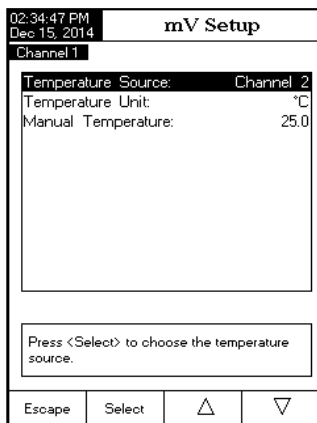 02:34:47 PM
Dec 15, 2014
mV Setup
Channel 1
Temperature Source: Channel 2
Temperature Unit: °C
Manual Temperature: 25.0
Press <Select> to choose the temperature
source.
Escape Select △ ▽